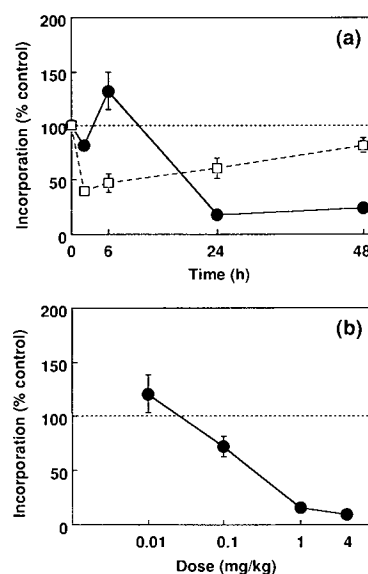 200
(a)
150
100
50
0
Incorporation (% control)
0 6 24 48
Time (h)
200
(b)
150
100
50
0
Incorporation (% control)
0.01 0.1 1 4
Dose (mg/kg)